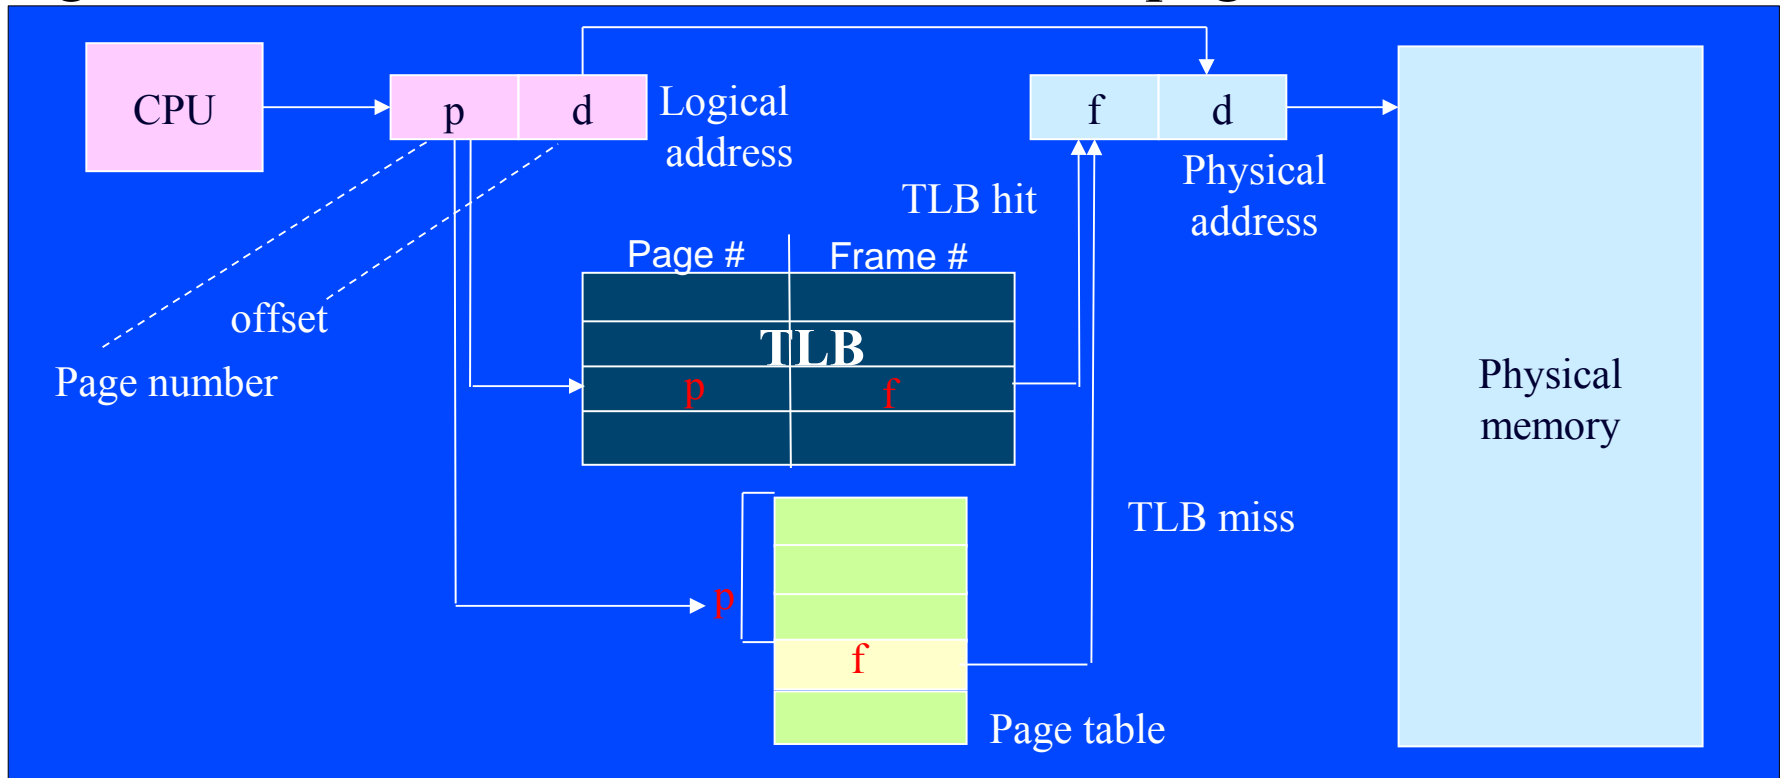 CPU
p
d
Logical
address
f
d
Physical
address
TLB hit
Page #
Frame #
offset
TLB
Page number
p
f
Physical
memory
TLB miss
p
f
Page table